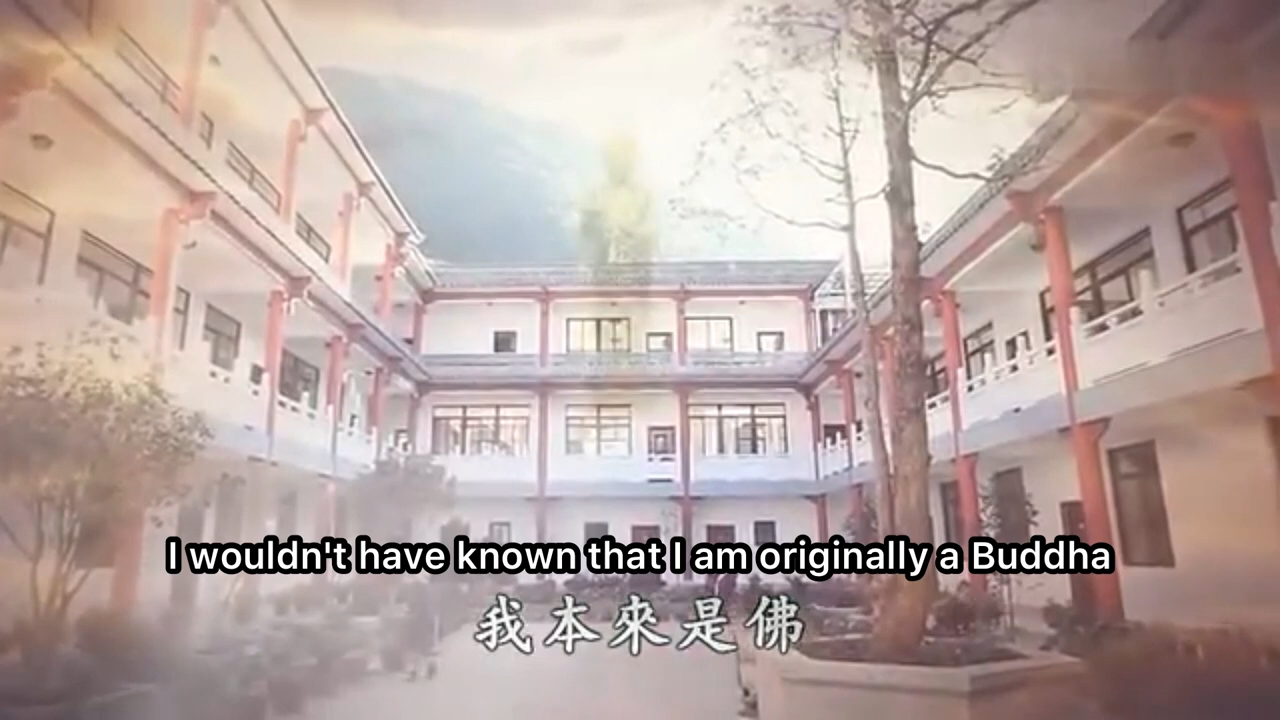 I wouldn't have known that I am originally a Buddha
我本來是佛